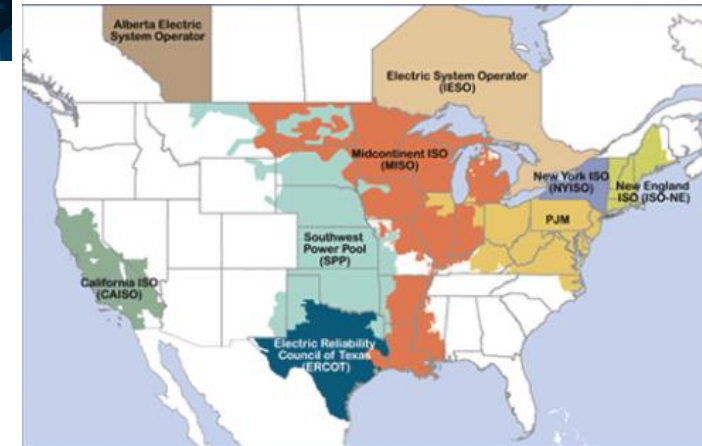 Alberta Electric
System Operator
Electric System Operator
(IESO)
Midcontinent ISO
(MISO)
New York ISO
(NYISO)
New England
ISO (ISO-NE)
PJM
Southwest
Power Pool
(SPP)
California ISO
(CAISO)
Electric Reliability
Council of Texas
(ERCOT)